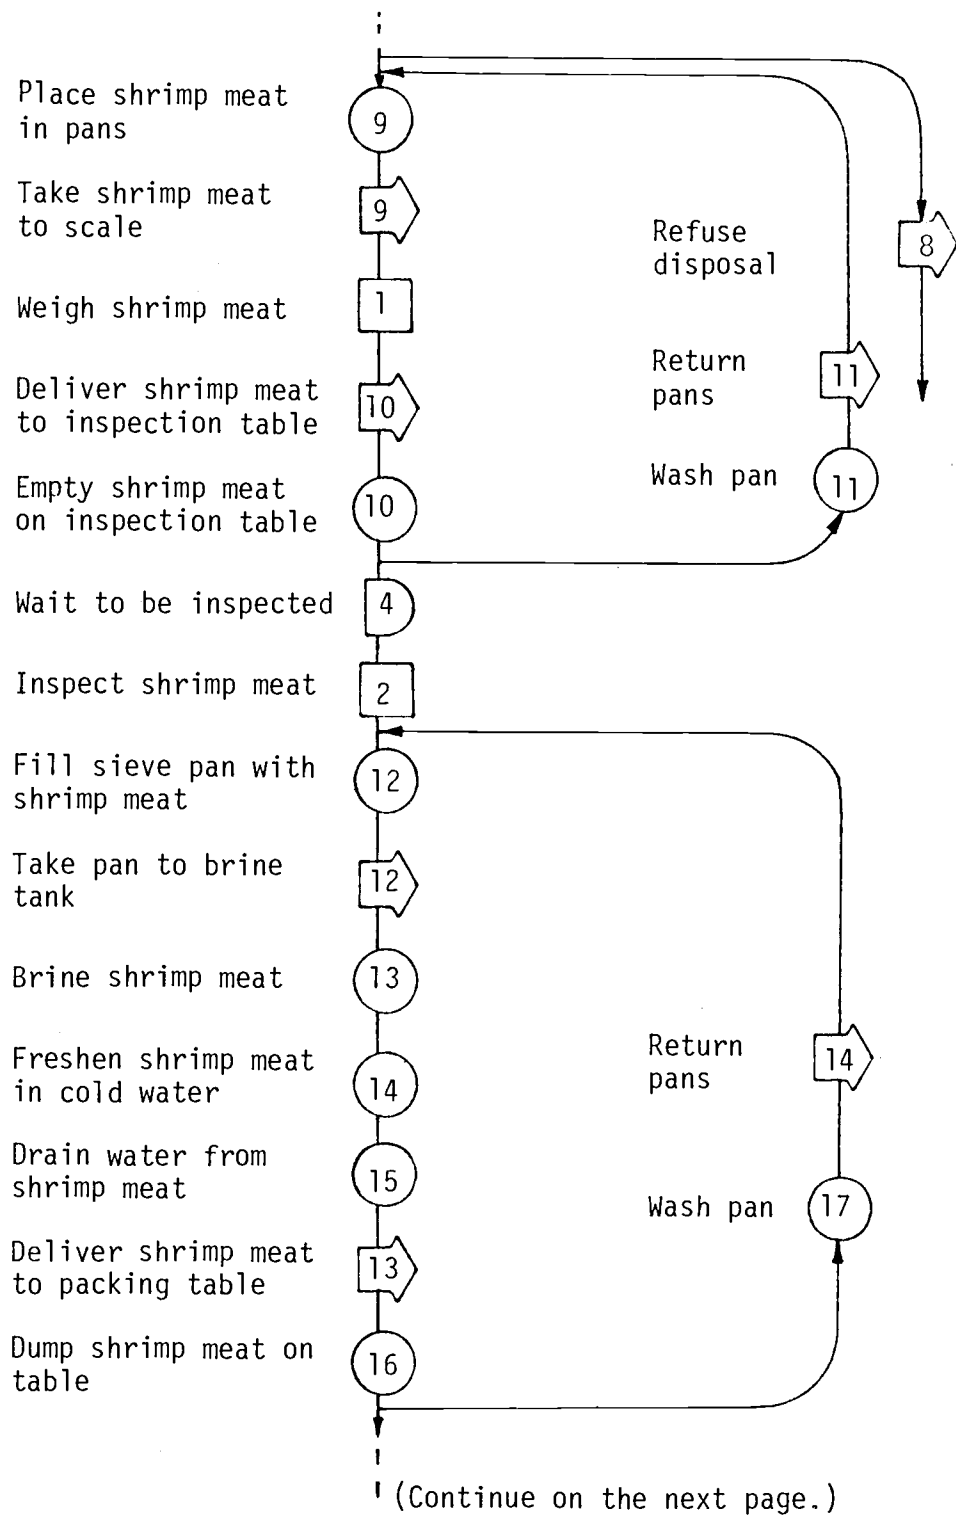 Place shrimp meat
in pans
9
Take shrimp meat
to scale
9
Refuse
disposal
8
Weigh shrimp meat
1
Return
pans
11
Deliver shrimp meat
to inspection table
10
Wash pan
11
Empty shrimp meat
on inspection table
10
Wait to be inspected
4
Inspect shrimp meat
2
Fill sieve pan with
shrimp meat
12
Take pan to brine
tank
12
Brine shrimp meat
13
Freshen shrimp meat
in cold water
14
Return
pans
14
Drain water from
shrimp meat
15
Wash pan
17
Deliver shrimp meat
to packing table
13
Dump shrimp meat on
table
16
(Continue on the next page.)